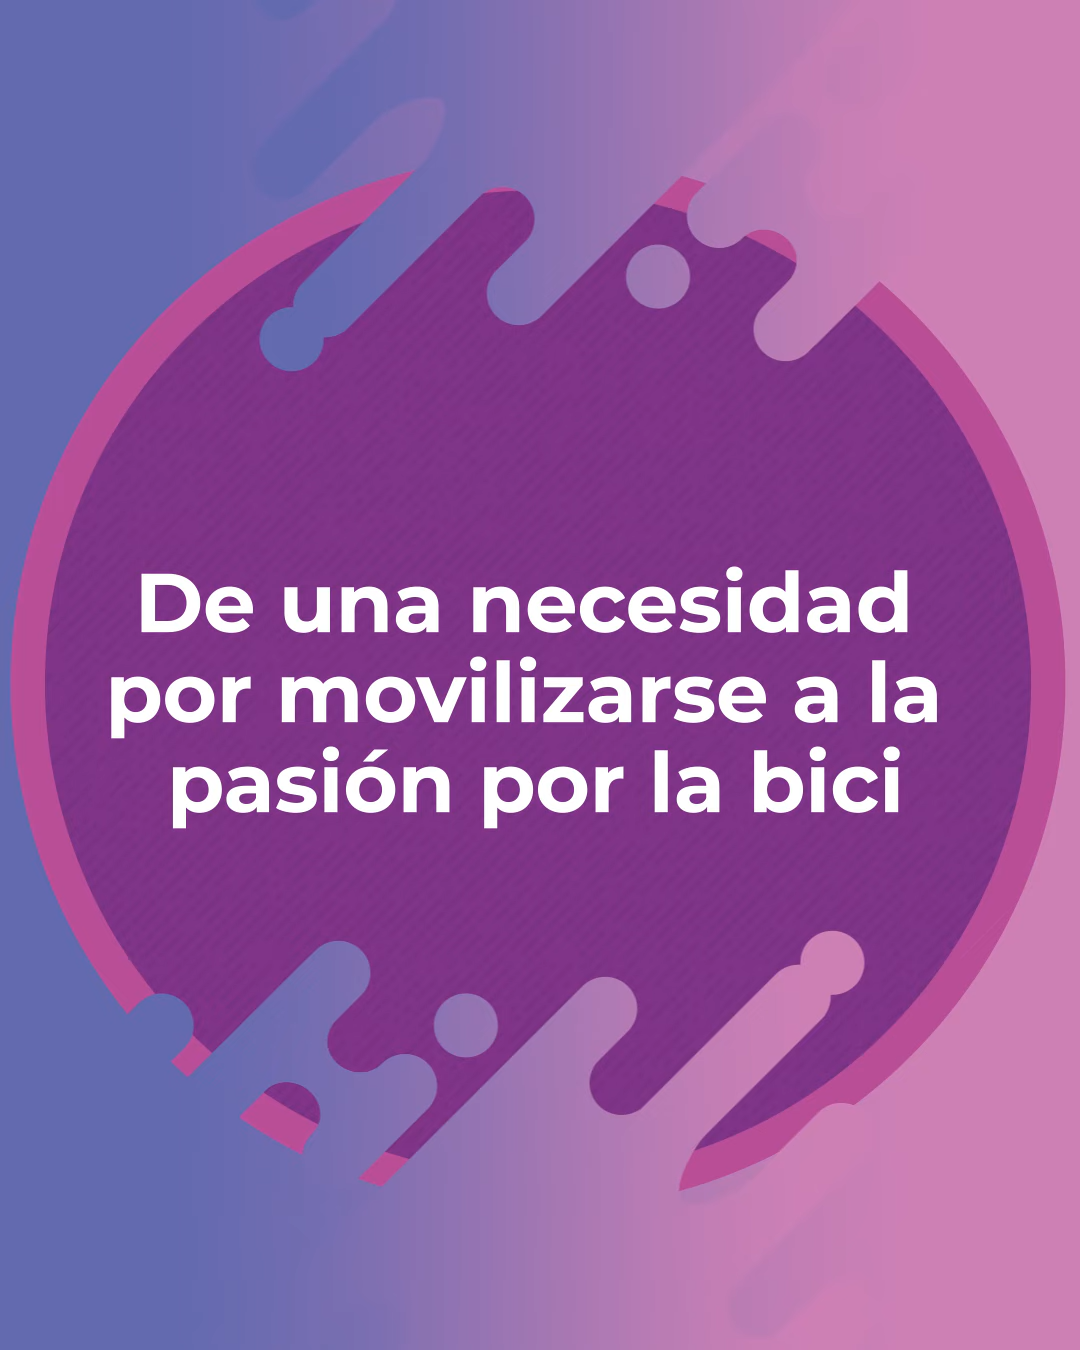 De una necesidad
por movilizarse a la
pasión por la bici